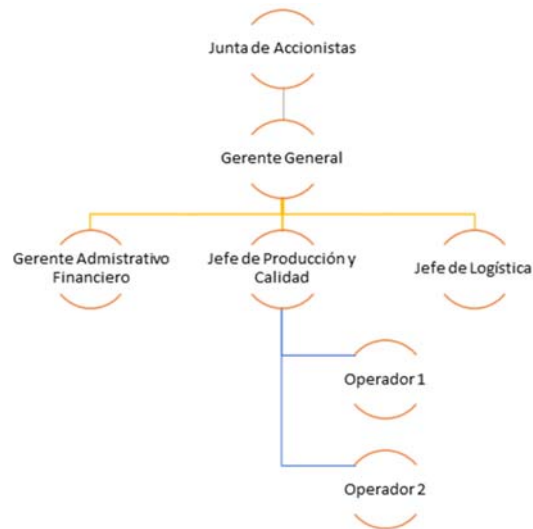 Junta de Accionistas
Gerente General
Gerente Admistrativo
Financiero
Jefe de Producción y
Calidad
Jefe de Logística
Operador 1
Operador 2